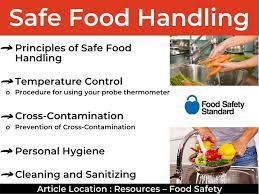 Safe Food Handling
Principles of Safe Food
Handling
Temperature Control
Procedure for using your probe thermometer
Food Safety
Standard
Cross-Contamination
Prevention of Cross-Contamination
Personal Hygiene
Cleaning and Sanitizing
Article Location : Resources – Food Safety